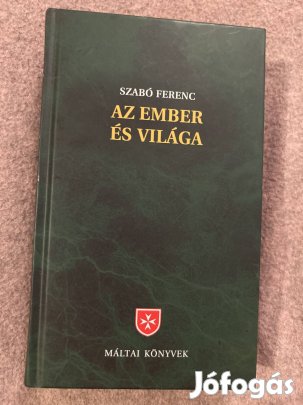 SZABÓ FERENC
AZ EMBER
ÉS VILÁGA
MÁLTAI KÖNYVEK
Jófogás